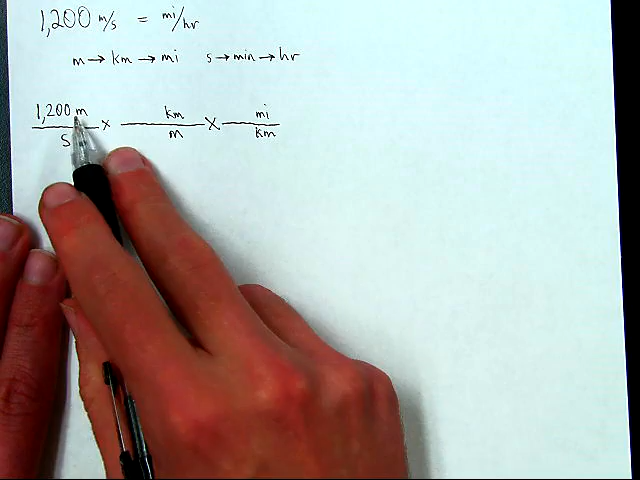 1,200 m/s = mi/hr
m → km → mi s → min → hr
1,200 m × km × mi
s m km